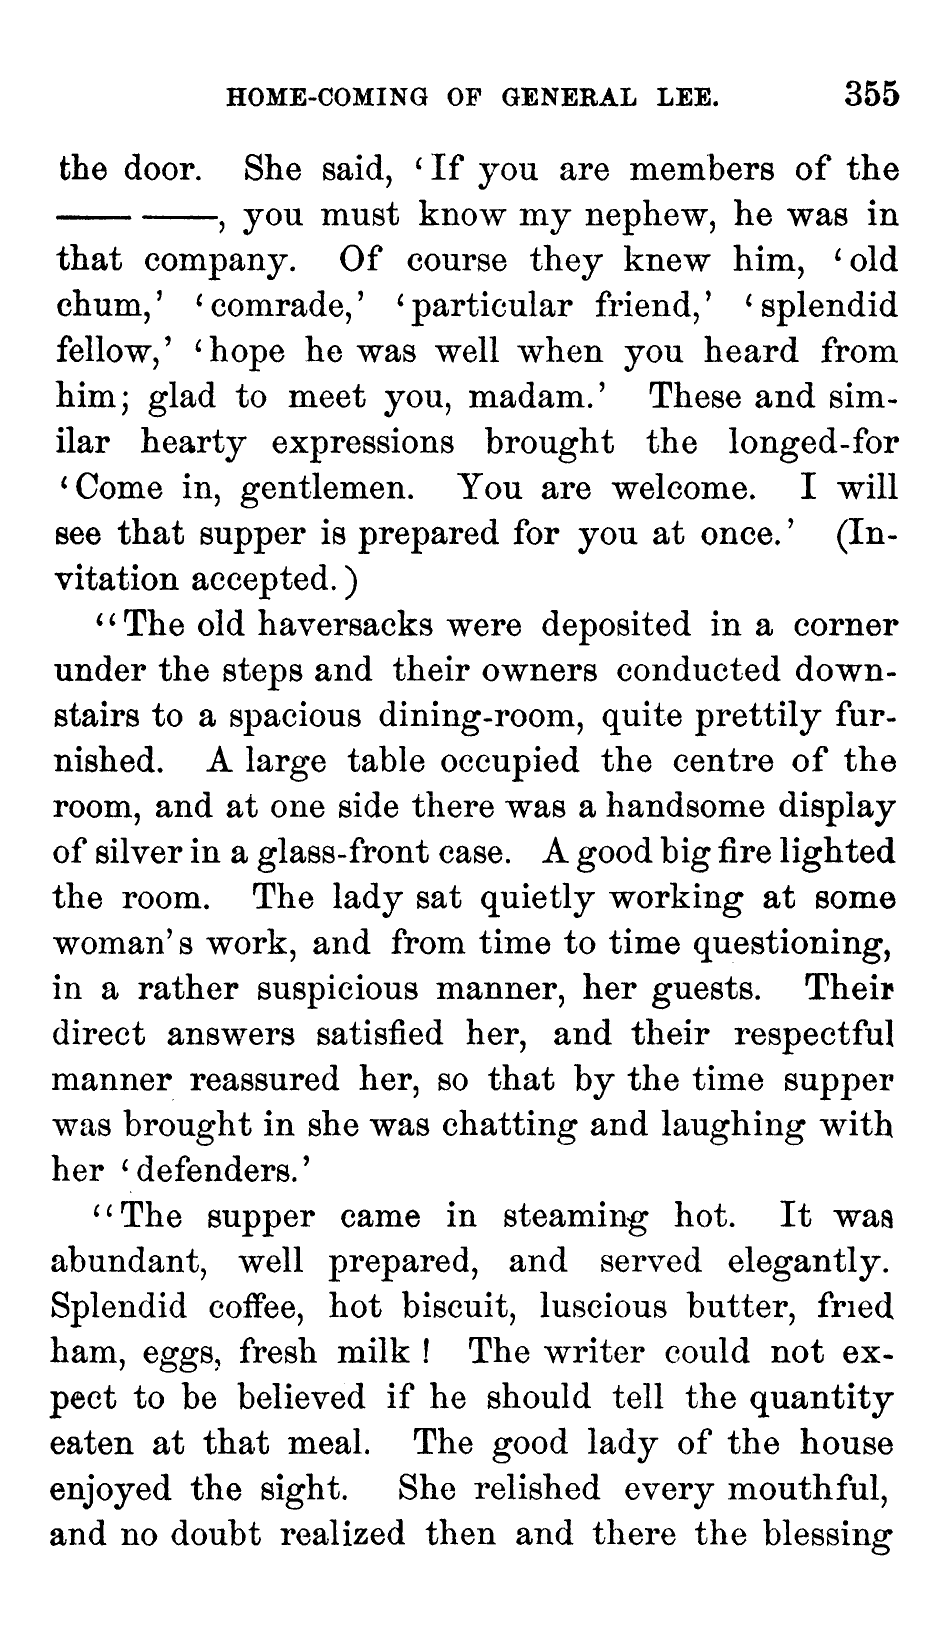 HOME-COMING OF GENERAL LEE. 355
the door. She said, ‘If you are members of the
—— ——, you must know my nephew, he was in
that company. Of course they knew him, ‘old
chum,’ ‘comrade,’ ‘particular friend,’ ‘splendid
fellow,’ ‘hope he was well when you heard from
him; glad to meet you, madam.’ These and sim-
ilar hearty expressions brought the longed-for
‘Come in, gentlemen. You are welcome. I will
see that supper is prepared for you at once.’ (In-
vitation accepted.)
“The old haversacks were deposited in a corner
under the steps and their owners conducted down-
stairs to a spacious dining-room, quite prettily fur-
nished. A large table occupied the centre of the
room, and at one side there was a handsome display
of silver in a glass-front case. A good big fire lighted
the room. The lady sat quietly working at some
woman’s work, and from time to time questioning,
in a rather suspicious manner, her guests. Their
direct answers satisfied her, and their respectful
manner reassured her, so that by the time supper
was brought in she was chatting and laughing with
her ‘defenders.’
“The supper came in steaming hot. It was
abundant, well prepared, and served elegantly.
Splendid coffee, hot biscuit, luscious butter, fried
ham, eggs, fresh milk! The writer could not ex-
pect to be believed if he should tell the quantity
eaten at that meal. The good lady of the house
enjoyed the sight. She relished every mouthful,
and no doubt realized then and there the blessing